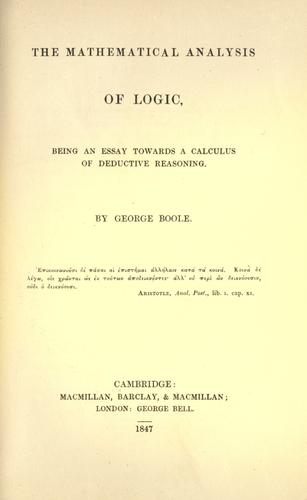 THE MATHEMATICAL ANALYSIS
OF LOGIC,
BEING AN ESSAY TOWARDS A CALCULUS
OF DEDUCTIVE REASONING.
BY GEORGE BOOLE.
Ἐπικοινωνοῦσι δὲ πᾶσαι αἱ ἐπιστῆμαι ἀλλήλαις κατὰ τὰ κοινά. Κοινὰ δὲ
λέγω, οἷς χρῶνται ὡς ἐκ τούτων ἀποδεικνύντες· ἀλλ' οὐ περὶ ὧν δεικνύουσιν,
οὐδὲ ὃ δεικνύουσι.
ARISTOTLE, Anal. Post., lib. I. cap. XI.
CAMBRIDGE:
MACMILLAN, BARCLAY, & MACMILLAN;
LONDON: GEORGE BELL.
1847